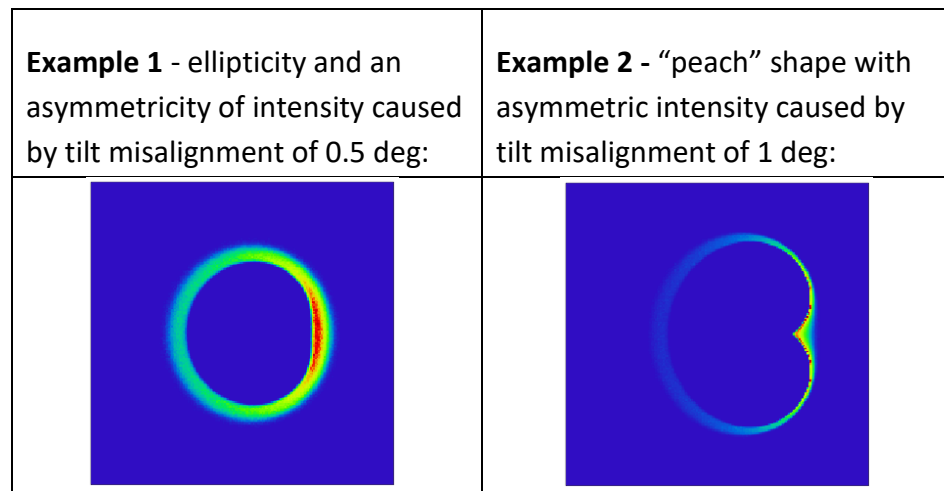 Example 1 - ellipticity and an
asymmetricity of intensity caused
by tilt misalignment of 0.5 deg:
Example 2 - “peach” shape with
asymmetric intensity caused by
tilt misalignment of 1 deg: